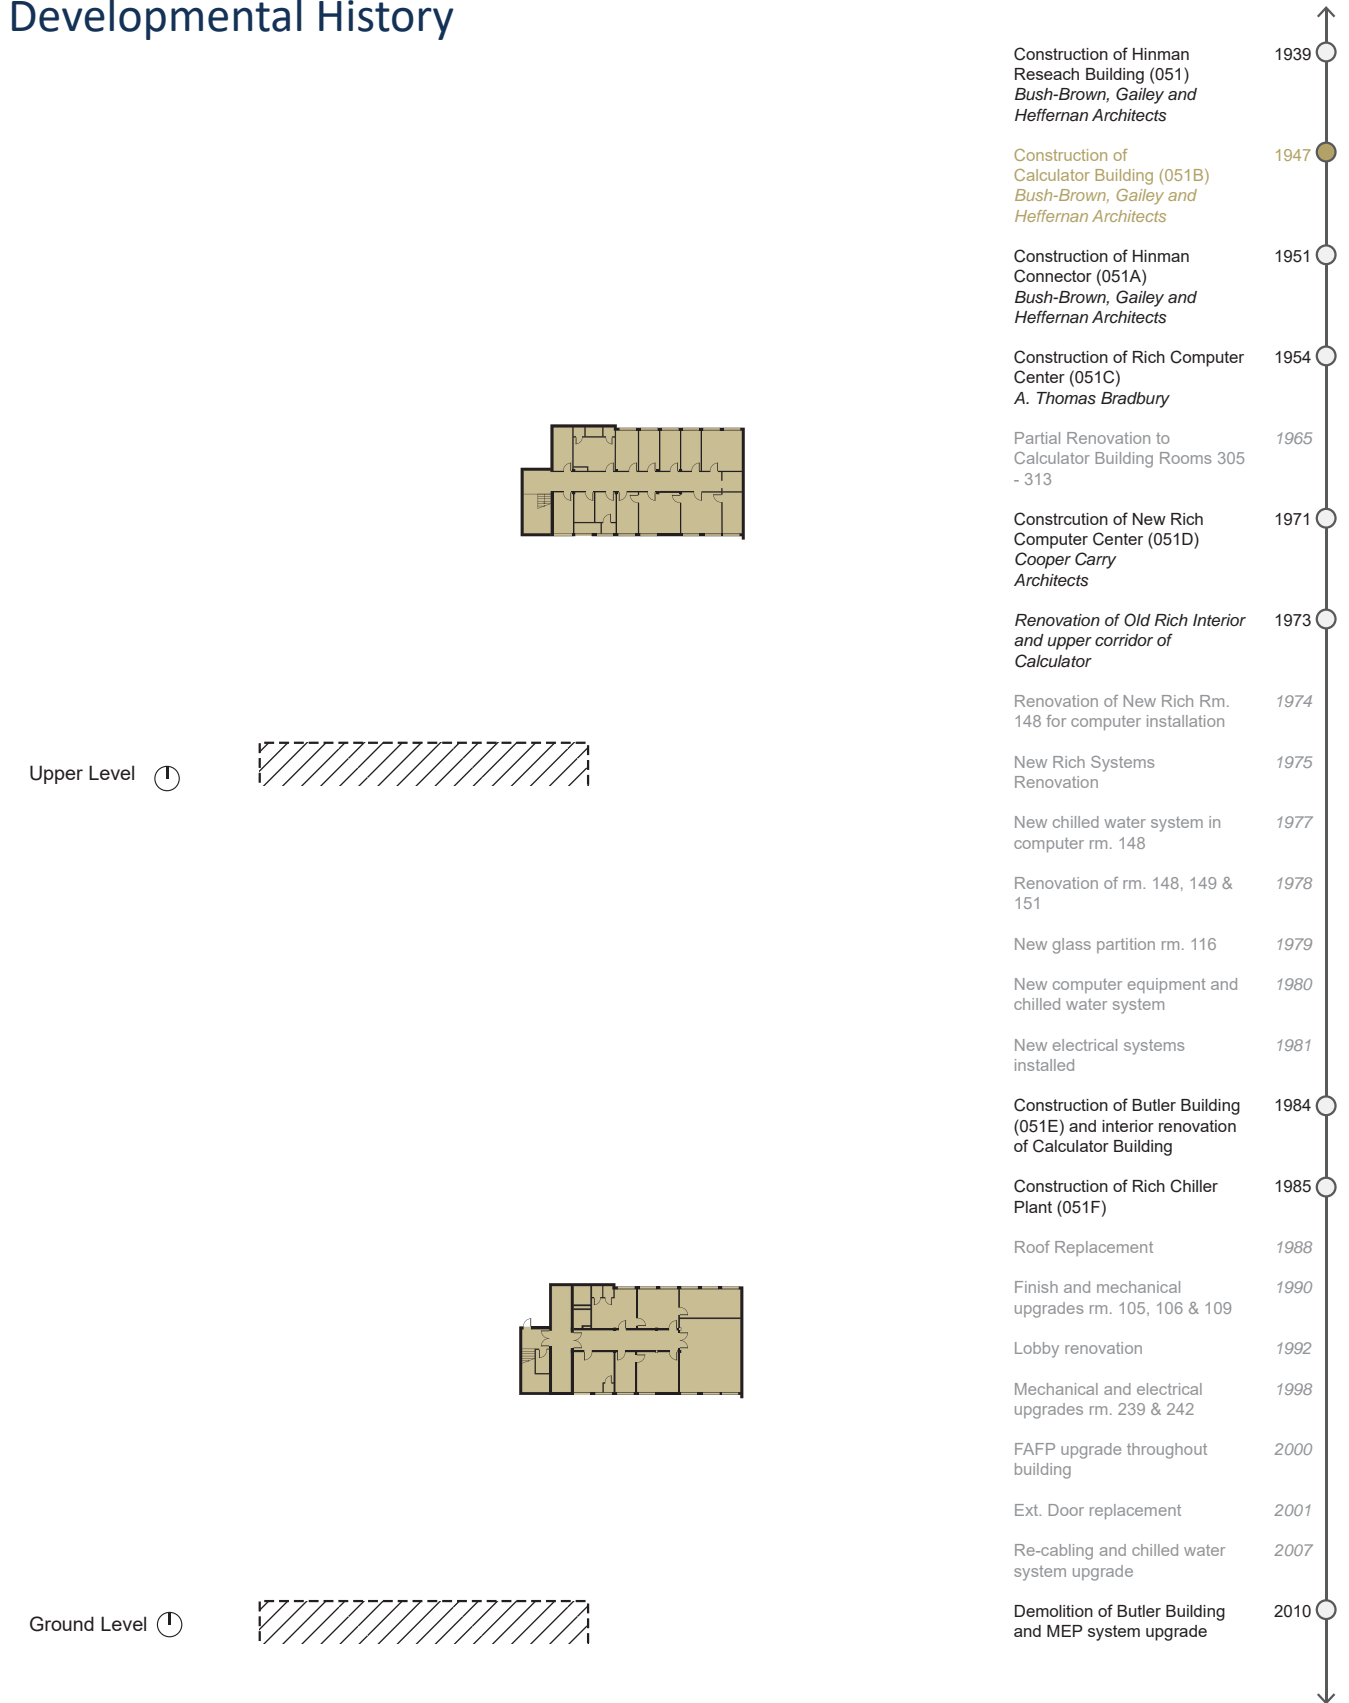 Developmental History
Construction of Hinman 1939
Reseach Building (051)
Bush-Brown, Gailey and
Heffernan Architects
Construction of 1947
Calculator Building (051B)
Bush-Brown, Gailey and
Heffernan Architects
Construction of Hinman 1951
Connector (051A)
Bush-Brown, Gailey and
Heffernan Architects
Construction of Rich Computer 1954
Center (051C)
A. Thomas Bradbury
Partial Renovation to 1965
Calculator Building Rooms 305
- 313
Constrcution of New Rich 1971
Computer Center (051D)
Cooper Carry
Architects
Renovation of Old Rich Interior 1973
and upper corridor of
Calculator
Renovation of New Rich Rm. 1974
148 for computer installation
Upper Level
New Rich Systems 1975
Renovation
New chilled water system in 1977
computer rm. 148
Renovation of rm. 148, 149 & 1978
151
New glass partition rm. 116 1979
New computer equipment and 1980
chilled water system
New electrical systems 1981
installed
Construction of Butler Building 1984
(051E) and interior renovation
of Calculator Building
Construction of Rich Chiller 1985
Plant (051F)
Roof Replacement 1988
Finish and mechanical 1990
upgrades rm. 105, 106 & 109
Lobby renovation 1992
Mechanical and electrical 1998
upgrades rm. 239 & 242
FAFP upgrade throughout 2000
building
Ext. Door replacement 2001
Re-cabling and chilled water 2007
system upgrade
Ground Level
Demolition of Butler Building 2010
and MEP system upgrade